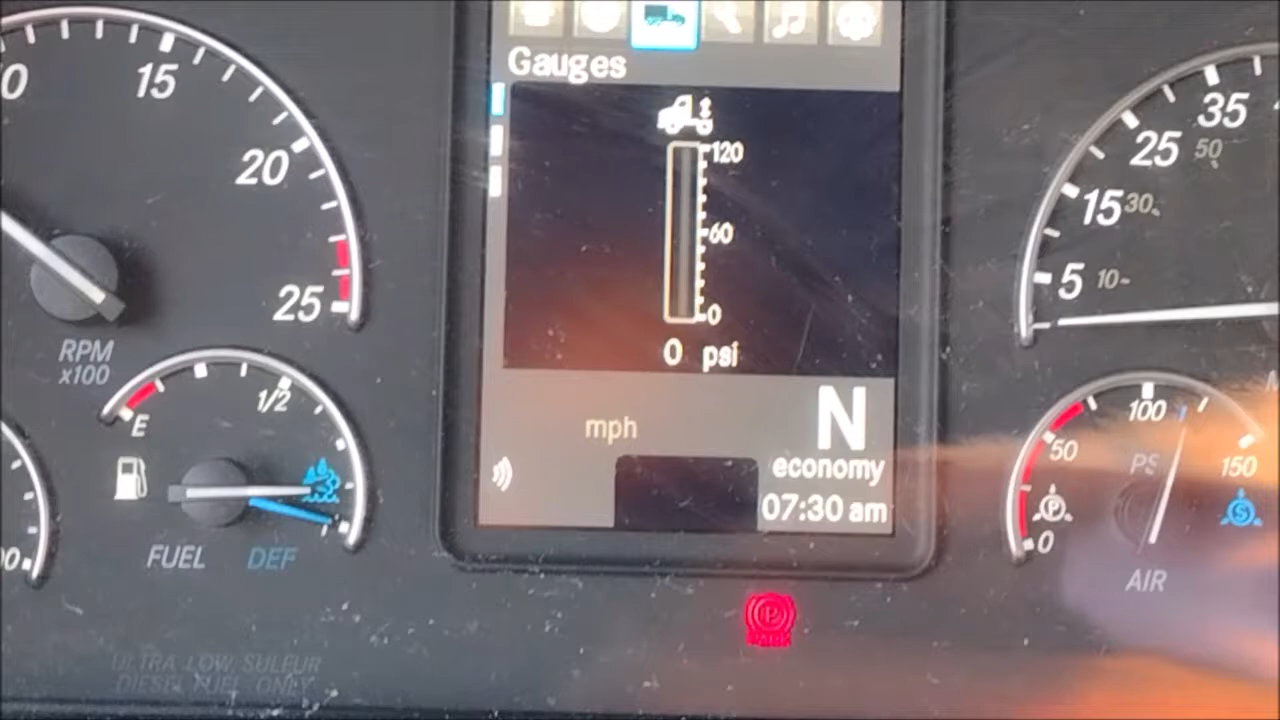 Gauges
120
60
0
0 psi
mph
N
economy
07:30 am
15
20
25
RPM
x100
E
1/2
FUEL
DEF
ULTRA LOW SULFUR
DIESEL FUEL ONLY
35
25
50
15
30
5
10
100
50
150
0
P
S
AIR
P
PARK